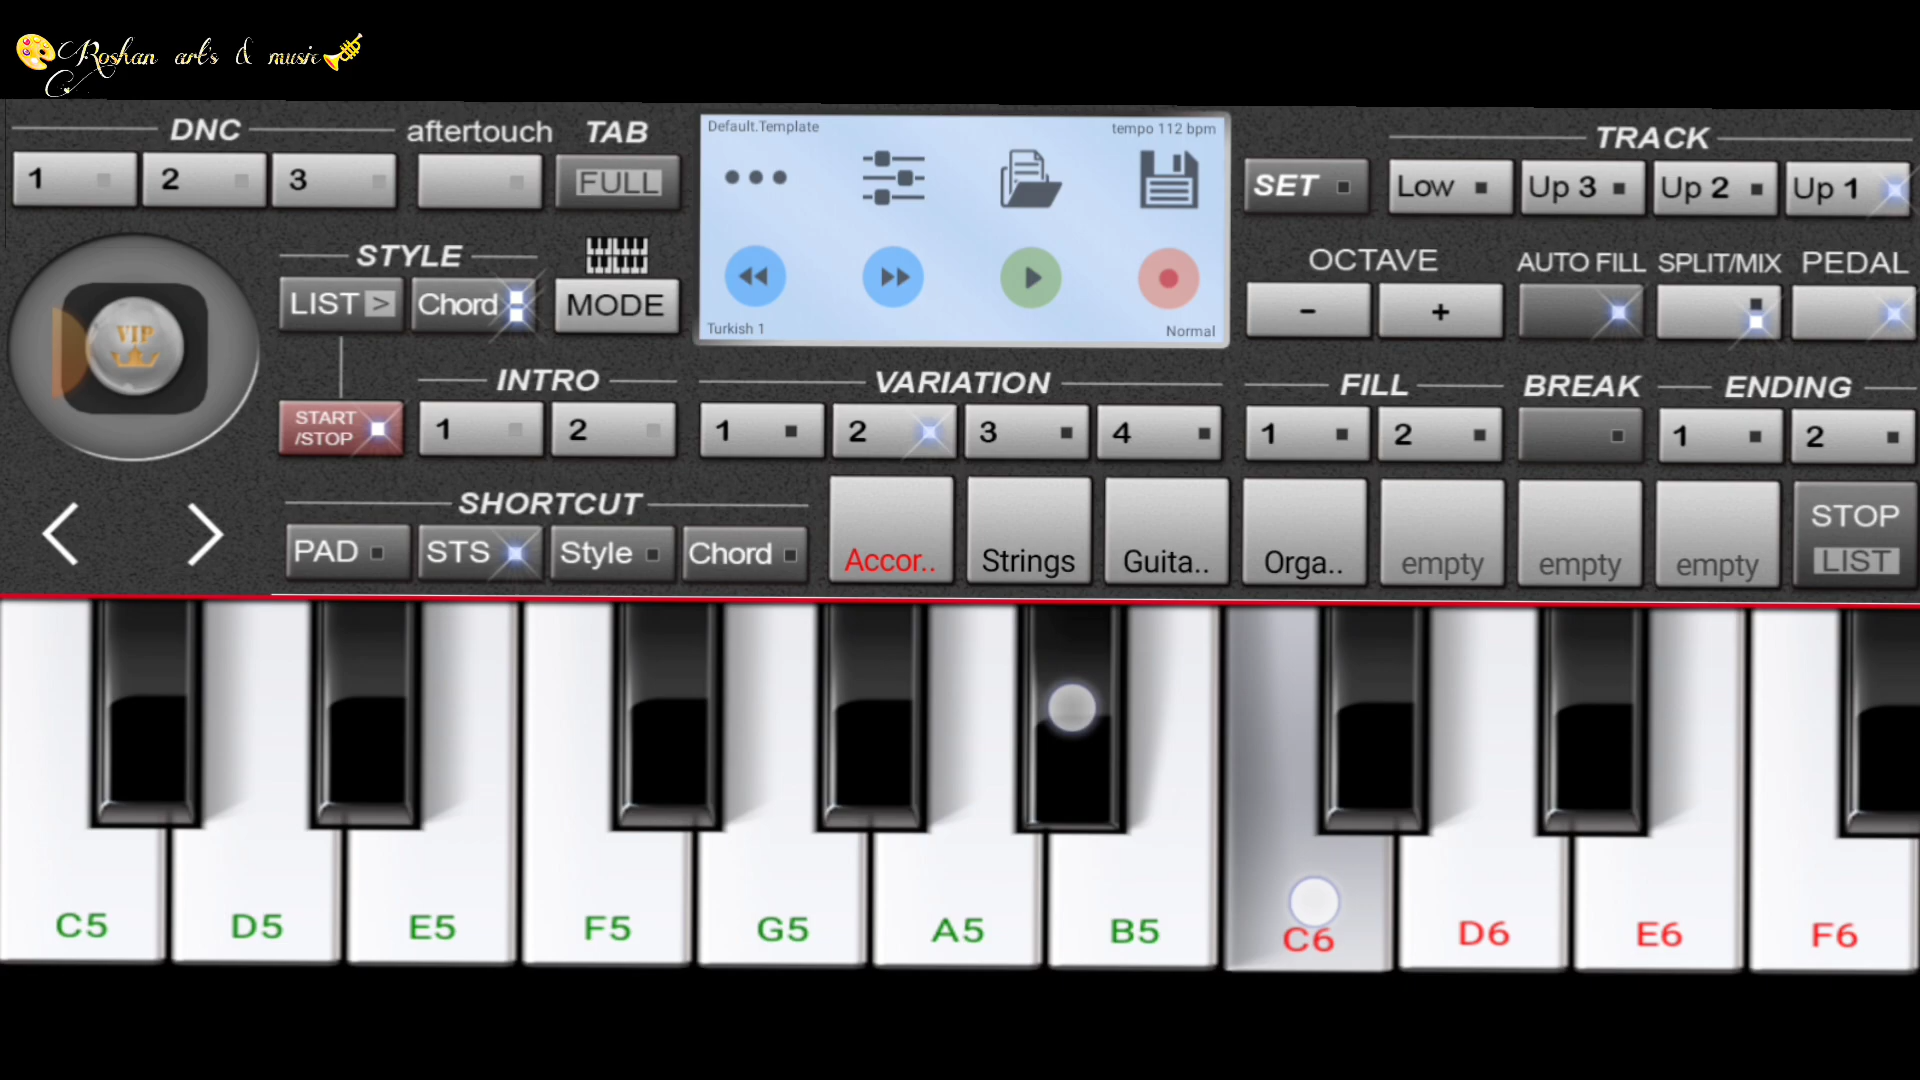 Roshan art's & music
DNC aftertouch TAB
1 2 3 FULL
Default.Template tempo 112 bpm
Turkish 1 Normal
TRACK
SET Low Up 3 Up 2 Up 1
STYLE
LIST > Chord MODE
OCTAVE AUTO FILL SPLIT/MIX PEDAL
- +
VIP
INTRO VARIATION FILL BREAK ENDING
START
/STOP
1 2 1 2 3 4 1 2 1 2
SHORTCUT
PAD STS Style Chord
Accor.. Strings Guita.. Orga.. empty empty empty
STOP
LIST
C5 D5 E5 F5 G5 A5 B5 C6 D6 E6 F6